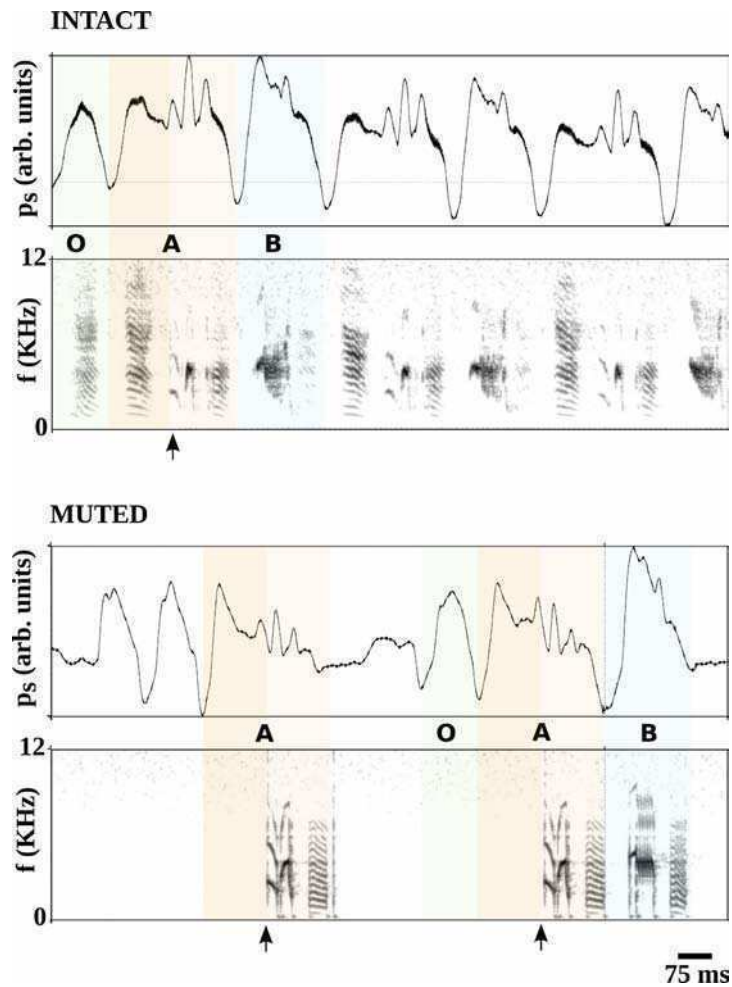 INTACT
ps (arb. units)
O A B
12
f (KHz)
0
MUTED
ps (arb. units)
A O A B
12
f (KHz)
0
75 ms